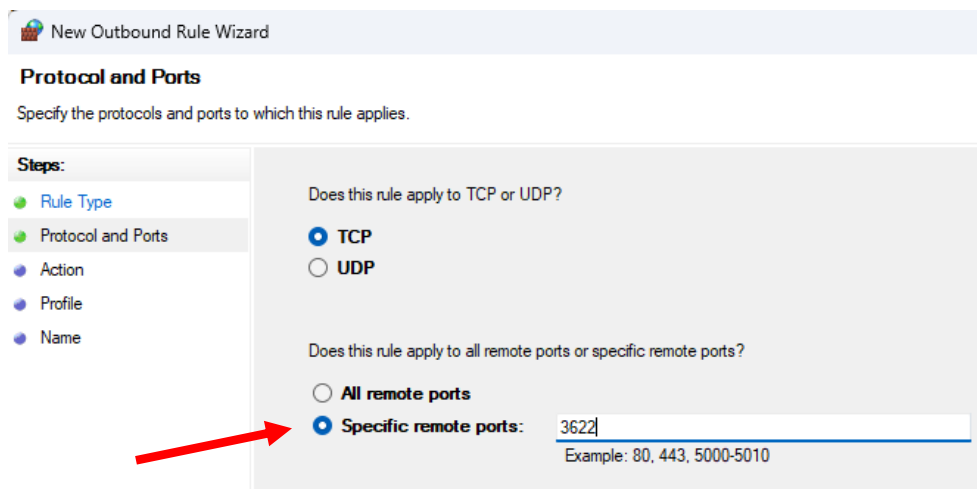 New Outbound Rule Wizard
Protocol and Ports
Specify the protocols and ports to which this rule applies.
Steps:
Rule Type
Protocol and Ports
Action
Profile
Name
Does this rule apply to TCP or UDP?
TCP
UDP
Does this rule apply to all remote ports or specific remote ports?
All remote ports
Specific remote ports: 3622
Example: 80, 443, 5000-5010